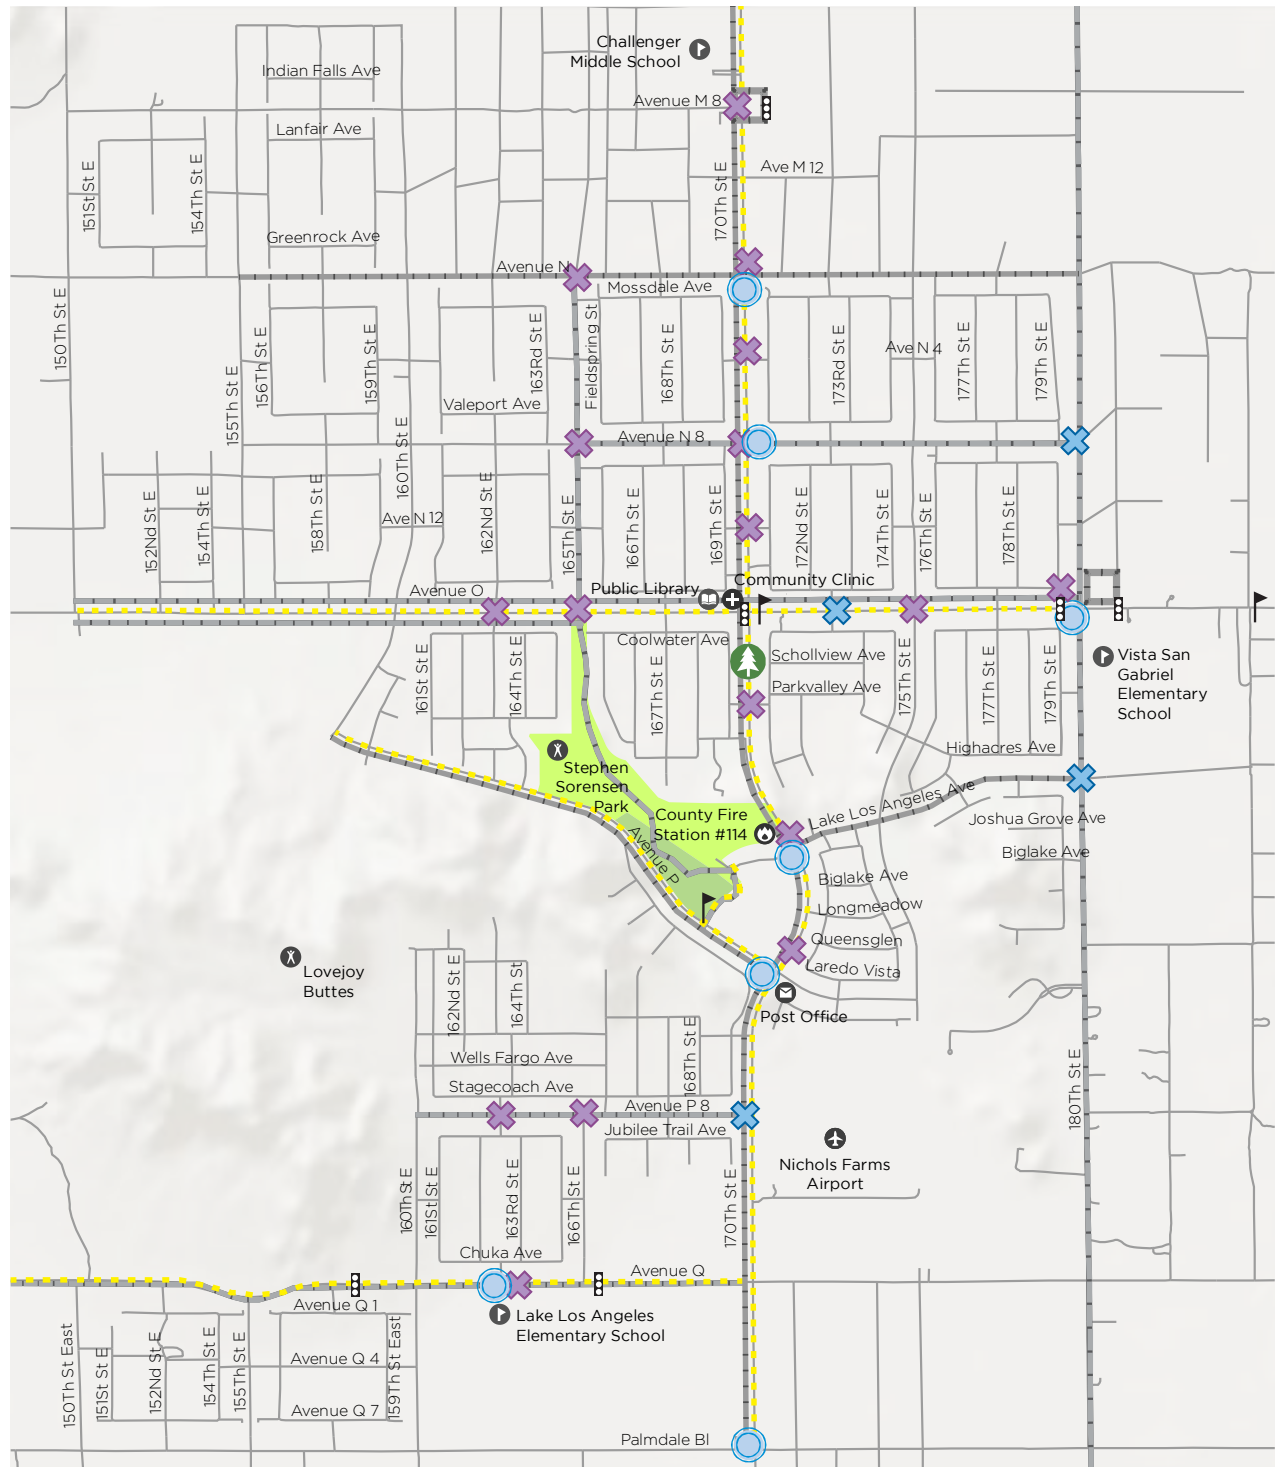 Challenger
Middle School
Indian Falls Ave
Avenue M 8
Lanfair Ave
151St St E
154Th St E
170Th St E
Ave M 12
Greenrock Ave
Avenue N
Mossdale Ave
150Th St E
156Th St E
159Th St E
163Rd St E
Fieldspring St
168Th St E
173Rd St E
Ave N 4
177Th St E
179Th St E
155Th St E
Valeport Ave
160Th St E
Avenue N 8
152Nd St E
154Th St E
158Th St E
Ave N 12
162Nd St E
165Th St E
166Th St E
169Th St E
172Nd St E
174Th St E
176Th St E
178Th St E
Avenue O
Public Library
Community Clinic
Coolwater Ave
161St St E
164Th St E
167Th St E
Schollview Ave
Parkvalley Ave
175Th St E
177Th St E
179Th St E
Vista San
Gabriel
Elementary
School
Highacres Ave
Stephen
Sorensen
Park
Lake Los Angeles Ave
County Fire
Station #114
Joshua Grove Ave
Avenue P
Biglake Ave
Biglake Ave
Longmeadow
Queensglen
Laredo Vista
Lovejoy
Buttes
162Nd St E
164Th St
Post Office
168Th St E
Wells Fargo Ave
Stagecoach Ave
Avenue P 8
Jubilee Trail Ave
180Th St E
Nichols Farms
Airport
160Th St E
161St St E
163Rd St E
166Th St E
170Th St E
Chuka Ave
Avenue Q
Avenue Q 1
Lake Los Angeles
Elementary School
150Th St East
151St St E
152Nd St E
154Th St E
155Th St E
159Th St East
Avenue Q 4
Avenue Q 7
Palmdale Bl